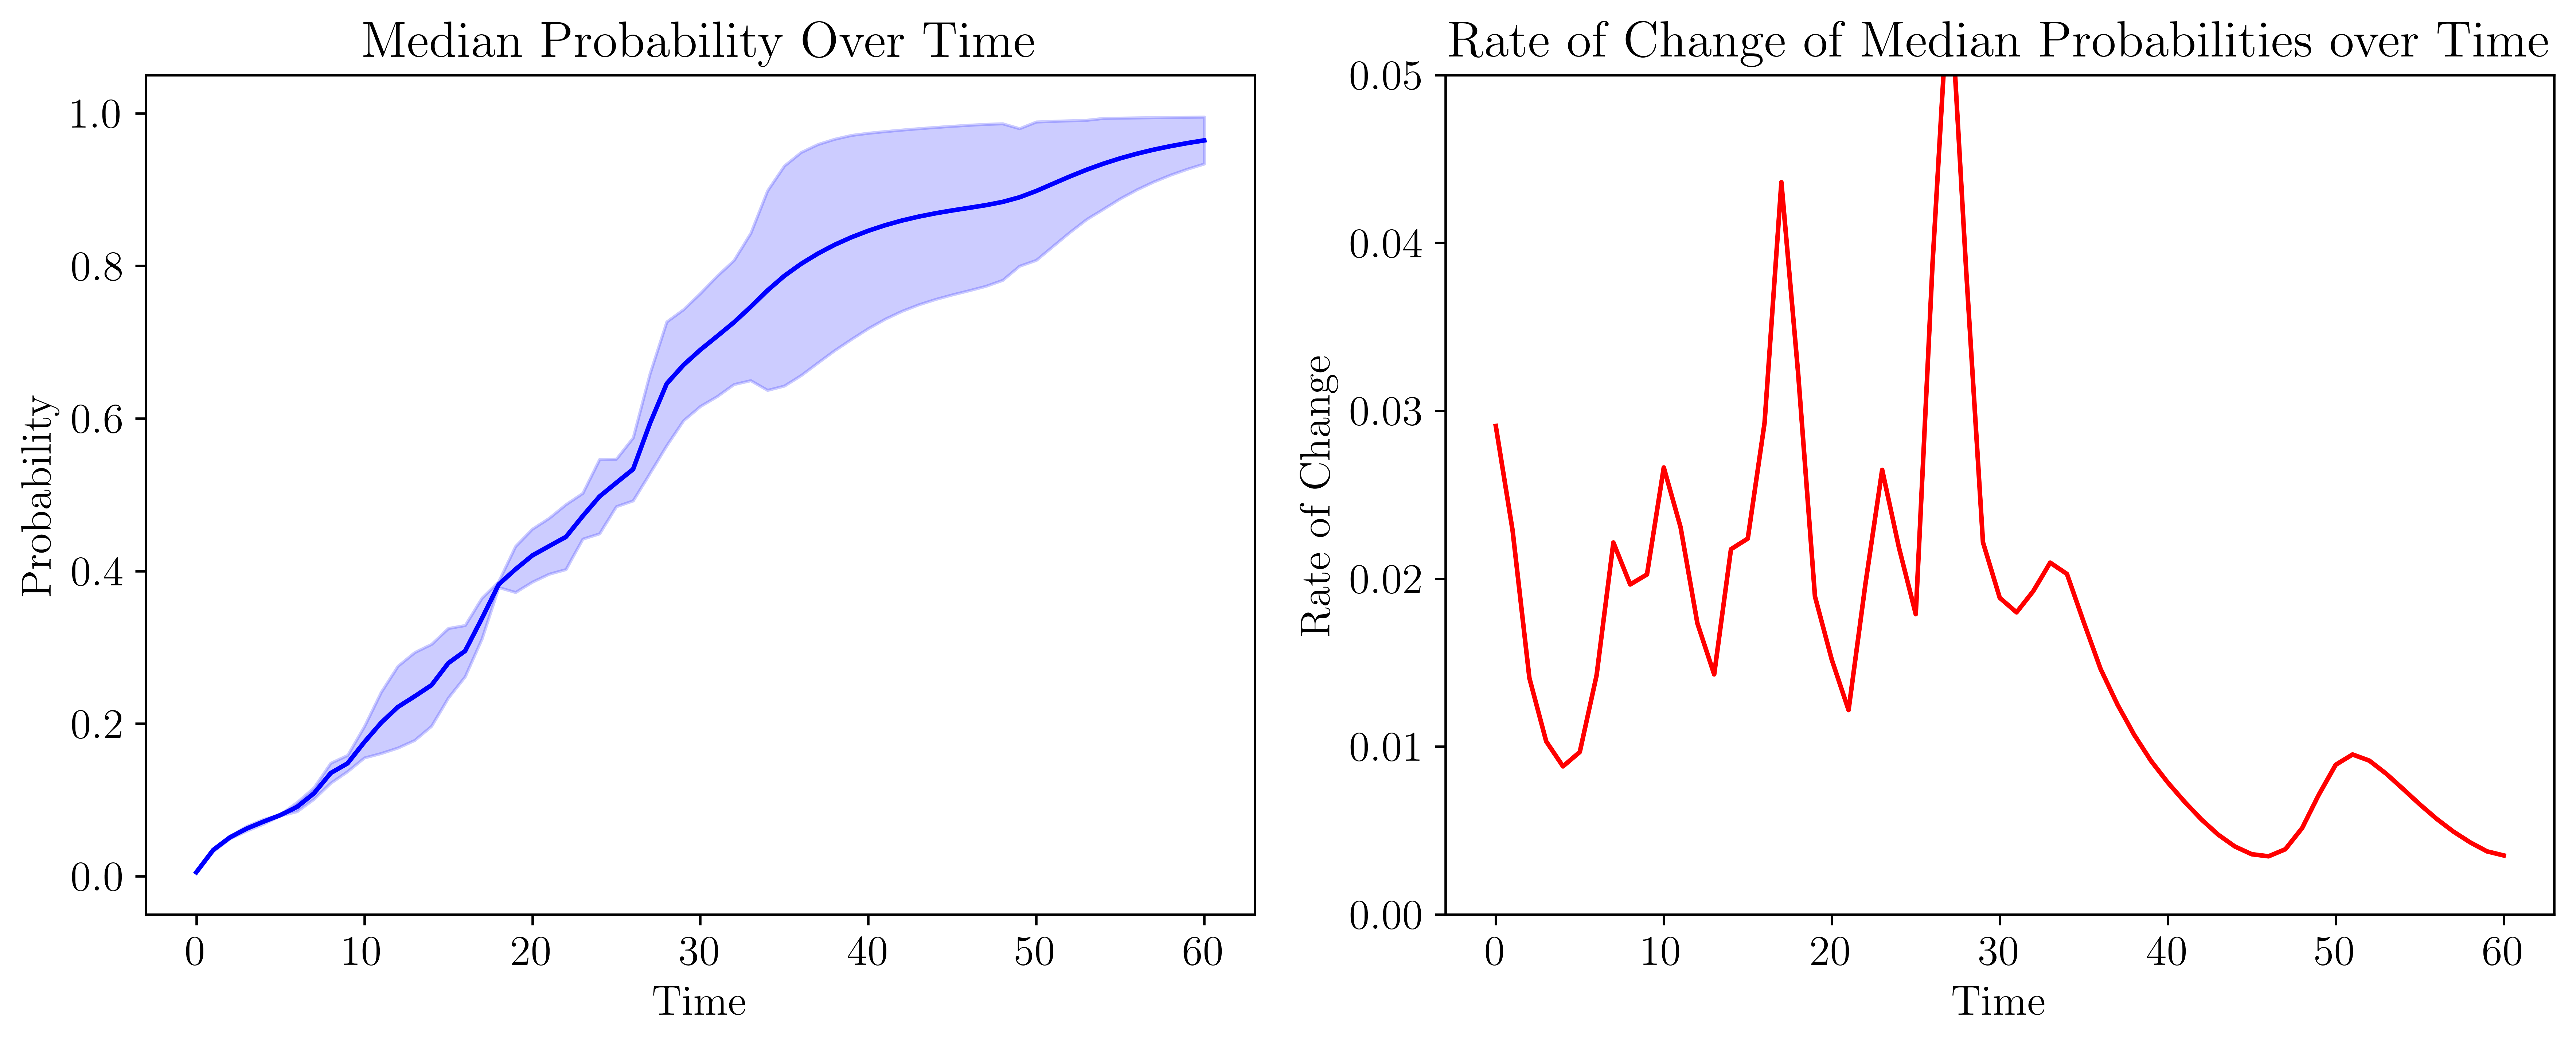 Median Probability Over Time
Probability
1.0
0.8
0.6
0.4
0.2
0.0
0 10 20 30 40 50 60
Time
Rate of Change of Median Probabilities over Time
Rate of Change
0.05
0.04
0.03
0.02
0.01
0.00
0 10 20 30 40 50 60
Time